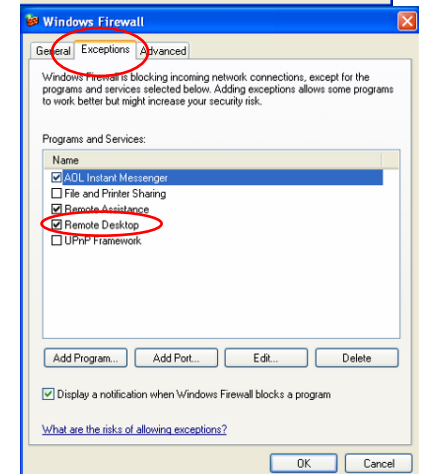 Windows Firewall
General Exceptions Advanced
Windows Firewall is blocking incoming network connections, except for the
programs and services selected below. Adding exceptions allows some programs
to work better but might increase your security risk.
Programs and Services:
Name
AOL Instant Messenger
File and Printer Sharing
Remote Assistance
Remote Desktop
UPnP Framework
Add Program... Add Port... Edit... Delete
Display a notification when Windows Firewall blocks a program
What are the risks of allowing exceptions?
OK Cancel